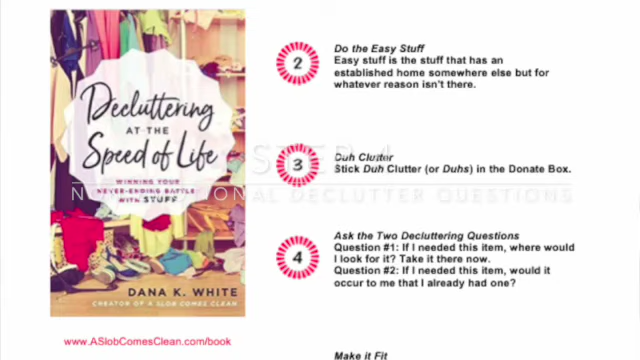 Decluttering
AT THE
Speed of Life
WINNING YOUR
NEVER-ENDING BATTLE
WITH STUFF
DANA K. WHITE
CREATOR OF A SLOB COMES CLEAN
www.ASlobComesClean.com/book
2
Do the Easy Stuff
Easy stuff is the stuff that has an
established home somewhere else but for
whatever reason isn't there.
STEP 4
DECLUTTER QUESTIONS
3
Duh Clutter
Stick Duh Clutter (or Duhs) in the Donate Box.
4
Ask the Two Decluttering Questions
Question #1: If I needed this item, where would
I look for it? Take it there now.
Question #2: If I needed this item, would it
occur to me that I already had one?
Make it Fit